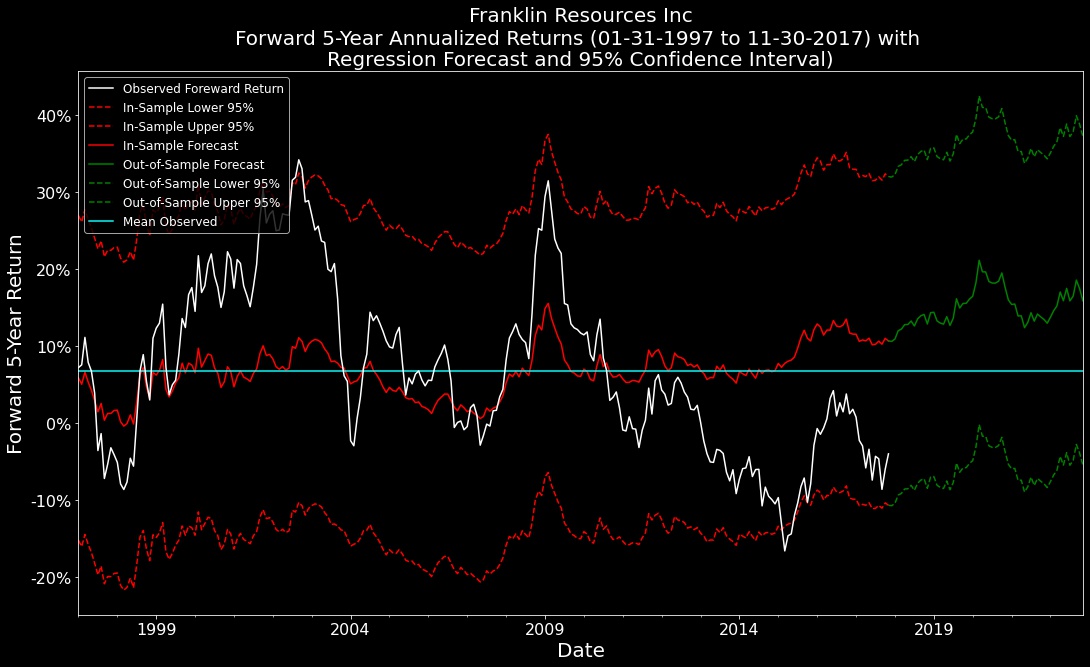 Franklin Resources Inc
Forward 5-Year Annualized Returns (01-31-1997 to 11-30-2017) with
Regression Forecast and 95% Confidence Interval)
Observed Foreward Return
In-Sample Lower 95%
In-Sample Upper 95%
In-Sample Forecast
Out-of-Sample Forecast
Out-of-Sample Lower 95%
Out-of-Sample Upper 95%
Mean Observed
Forward 5-Year Return
40%
30%
20%
10%
0%
-10%
-20%
1999
2004
2009
2014
2019
Date